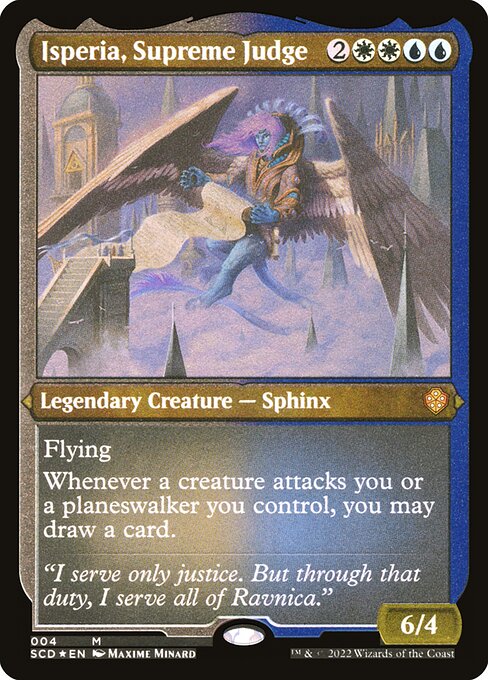 Isperia, Supreme Judge 2
Legendary Creature — Sphinx
Flying
Whenever a creature attacks you or
a planeswalker you control, you may
draw a card.
“I serve only justice. But through that
duty, I serve all of Ravnica.”
6/4
004 M
SCD EN Maxime Minard
™ & © 2022 Wizards of the Coast